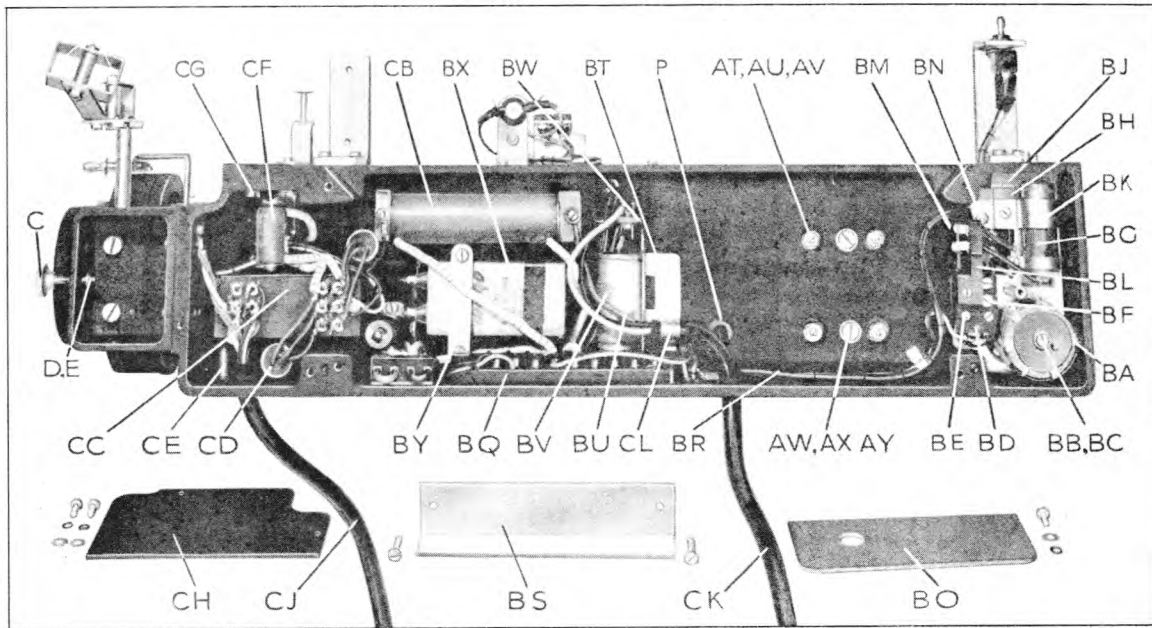 CG CF CB BX BW BT P AT,AU,AV BM BN BJ
BH
BK
C
BG
BL
BF
D,E
BA
CC CE CD BY BQ BV BU CL BR AW,AX AY BE BD BB,BC
CH CJ BS CK BO